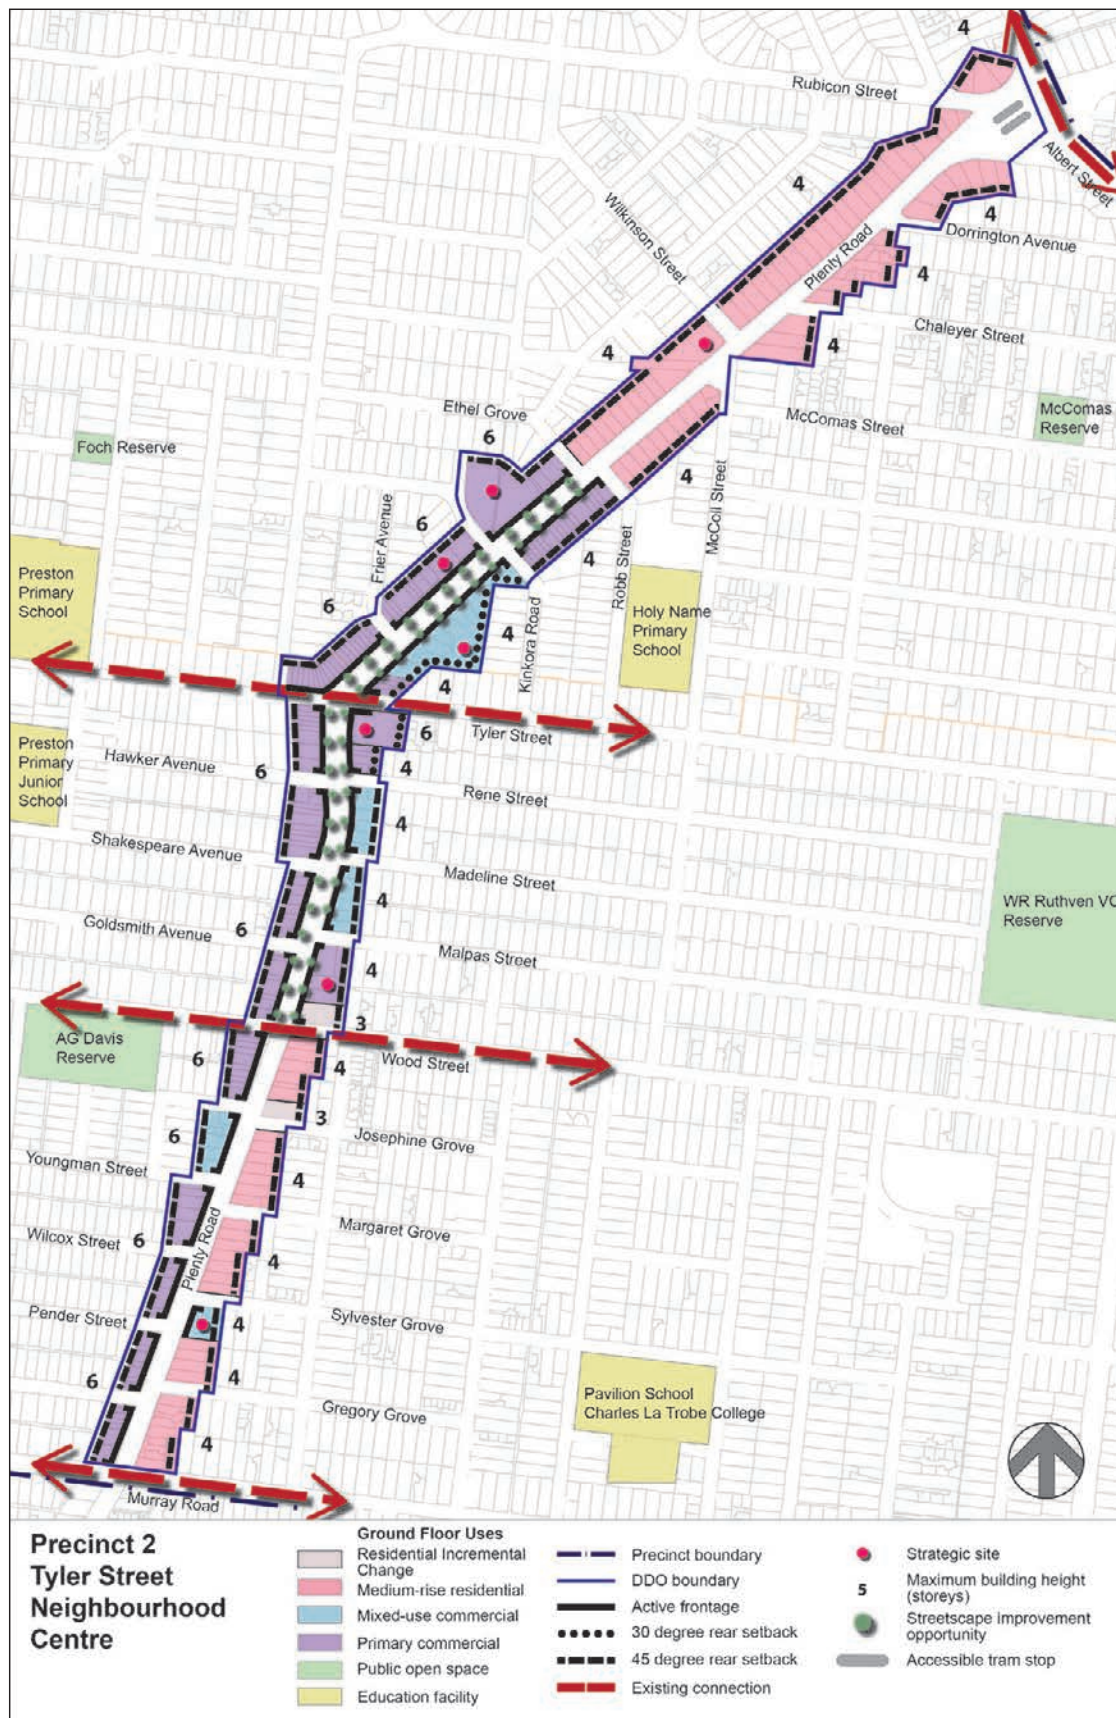 4
Rubicon Street
Albert Street
4
Wilkinson Street
4
Dorrington Avenue
Plenty Road
4
Chaleyer Street
4
4
McComas
Reserve
Ethel Grove
McComas Street
6
Foch Reserve
4
McColl Street
6
Frier Avenue
4
Robb Street
Preston
Primary
School
6
Holy Name
Primary
School
4
Kinkora Road
4
Tyler Street
6
Preston
Primary
Junior
School
Hawker Avenue
6
4
Rene Street
4
Shakespeare Avenue
Madeline Street
4
WR Ruthven VC
Reserve
Goldsmith Avenue
6
Malpas Street
4
3
AG Davis
Reserve
6
Wood Street
4
3
6
Josephine Grove
Youngman Street
4
Plenty Road
Margaret Grove
Wilcox Street
6
4
Pender Street
4
Sylvester Grove
4
6
Pavilion School
Charles La Trobe College
Gregory Grove
4
Murray Road
Precinct 2
Tyler Street
Neighbourhood
Centre
Ground Floor Uses
Residential Incremental
Change
Medium-rise residential
Mixed-use commercial
Primary commercial
Public open space
Education facility
Precinct boundary
DDO boundary
Active frontage
30 degree rear setback
45 degree rear setback
Existing connection
Strategic site
5
Maximum building height
(storeys)
Streetscape improvement
opportunity
Accessible tram stop